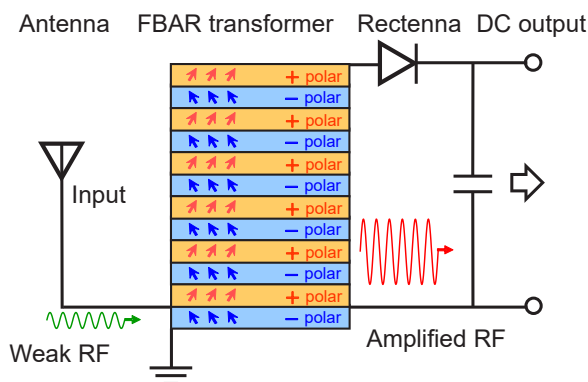 Antenna FBAR transformer Rectenna DC output
+ polar
− polar
+ polar
− polar
+ polar
− polar
+ polar
− polar
+ polar
− polar
+ polar
− polar
Input
Amplified RF
Weak RF